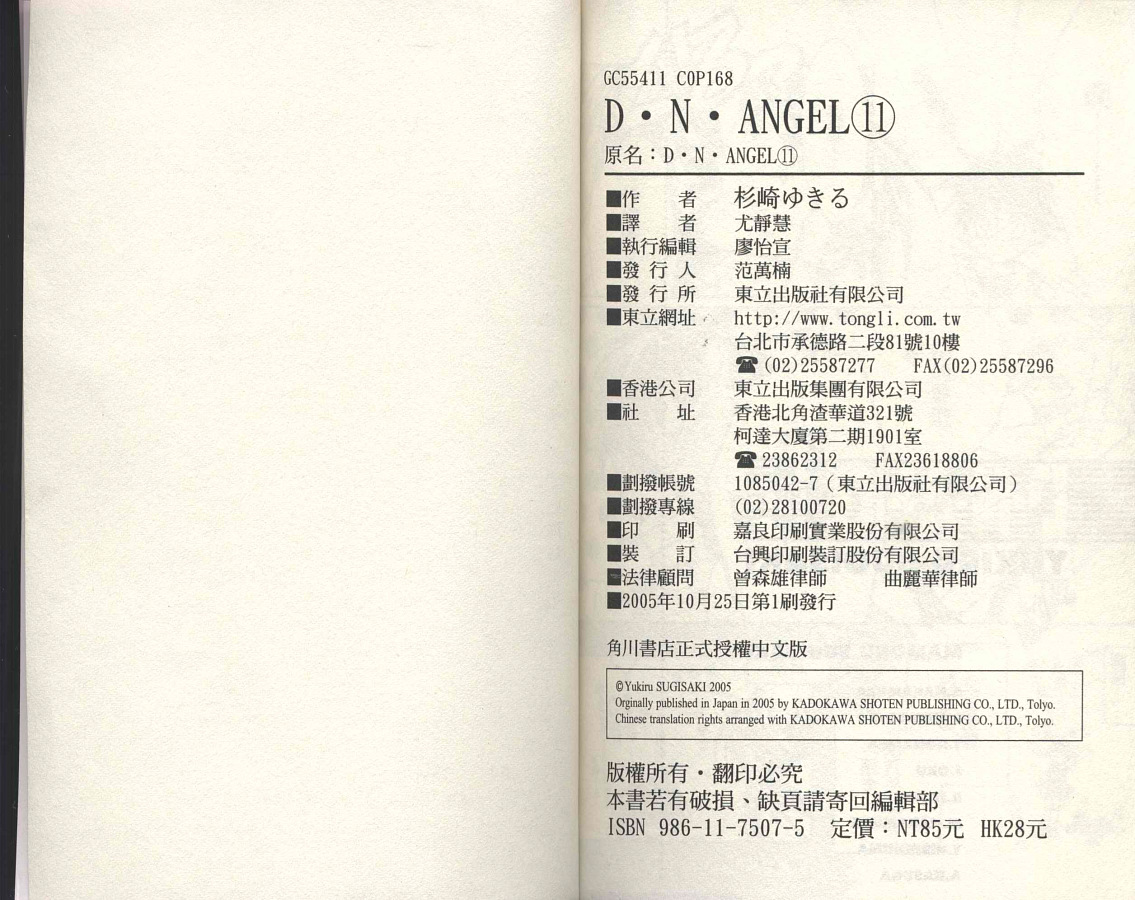 GC55411 C0P168
D・N・ANGEL⑪
原名：D・N・ANGEL⑪
■作 者 杉崎ゆきる
■譯 者 尤靜慧
■執行編輯 廖怡宣
■發行人 范萬楠
■發行所 東立出版社有限公司
■東立網址 http://www.tongli.com.tw
台北市承德路二段81號10樓
☎(02)25587277 FAX(02)25587296
■香港公司 東立出版集團有限公司
■社 址 香港北角渣華道321號
柯達大廈第二期1901室
☎23862312 FAX23618806
■劃撥帳號 1085042-7（東立出版社有限公司）
■劃撥專線 (02)28100720
■印 刷 嘉良印刷實業股份有限公司
■裝 訂 台興印刷裝訂股份有限公司
■法律顧問 曾森雄律師 曲麗華律師
■2005年10月25日第1刷發行
角川書店正式授權中文版
©Yukiru SUGISAKI 2005
Orginally published in Japan in 2005 by KADOKAWA SHOTEN PUBLISHING CO., LTD., Tolyo.
Chinese translation rights arranged with KADOKAWA SHOTEN PUBLISHING CO., LTD., Tolyo.
版權所有・翻印必究
本書若有破損、缺頁請寄回編輯部
ISBN 986-11-7507-5 定價：NT85元 HK28元